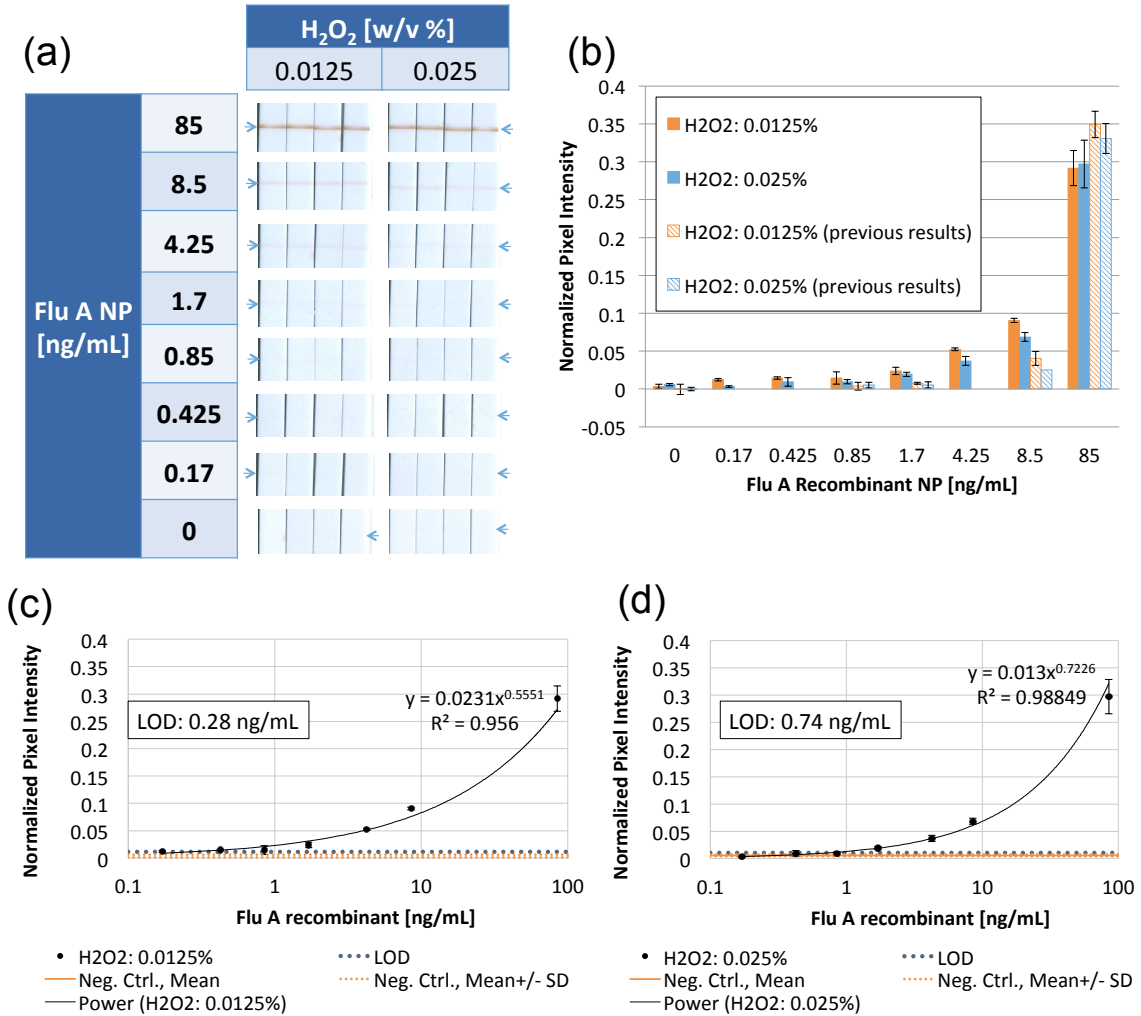 (a)
H₂O₂ [w/v %]
0.0125 0.025
Flu A NP
[ng/mL]
85
8.5
4.25
1.7
0.85
0.425
0.17
0
(b)
Normalized Pixel Intensity
0.4
0.35
0.3
0.25
0.2
0.15
0.1
0.05
0
-0.05
H2O2: 0.0125%
H2O2: 0.025%
H2O2: 0.0125% (previous results)
H2O2: 0.025% (previous results)
0 0.17 0.425 0.85 1.7 4.25 8.5 85
Flu A Recombinant NP [ng/mL]
(c)
Normalized Pixel Intensity
0.4
0.35
0.3
0.25
0.2
0.15
0.1
0.05
0
LOD: 0.28 ng/mL
y = 0.0231x^0.5551
R² = 0.956
0.1 1 10 100
Flu A recombinant [ng/mL]
H2O2: 0.0125% LOD
Neg. Ctrl., Mean Neg. Ctrl., Mean+/- SD
Power (H2O2: 0.0125%)
(d)
Normalized Pixel Intensity
0.4
0.35
0.3
0.25
0.2
0.15
0.1
0.05
0
LOD: 0.74 ng/mL
y = 0.013x^0.7226
R² = 0.98849
0.1 1 10 100
Flu A recombinant [ng/mL]
H2O2: 0.025% LOD
Neg. Ctrl., Mean Neg. Ctrl., Mean+/- SD
Power (H2O2: 0.025%)